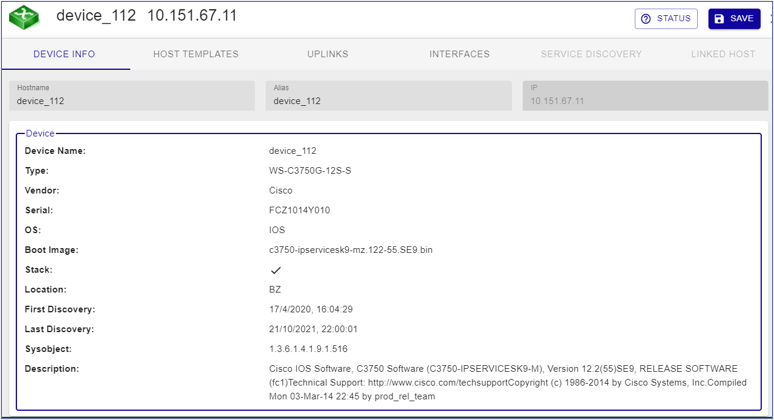 device_112 10.151.67.11
STATUS
SAVE
DEVICE INFO HOST TEMPLATES UPLINKS INTERFACES SERVICE DISCOVERY LINKED HOST
Hostname
device_112
Alias
device_112
IP
10.151.67.11
Device
Device Name: device_112
Type: WS-C3750G-12S-S
Vendor: Cisco
Serial: FCZ1014Y010
OS: IOS
Boot Image: c3750-ipservicesk9-mz.122-55.SE9.bin
Stack:
Location: BZ
First Discovery: 17/4/2020, 16:04:29
Last Discovery: 21/10/2021, 22:00:01
Sysobject: 1.3.6.1.4.1.9.1.516
Description: Cisco IOS Software, C3750 Software (C3750-IPSERVICESK9-M), Version 12.2(55)SE9, RELEASE SOFTWARE
(fc1)Technical Support: http://www.cisco.com/techsupportCopyright (c) 1986-2014 by Cisco Systems, Inc.Compiled
Mon 03-Mar-14 22:45 by prod_rel_team